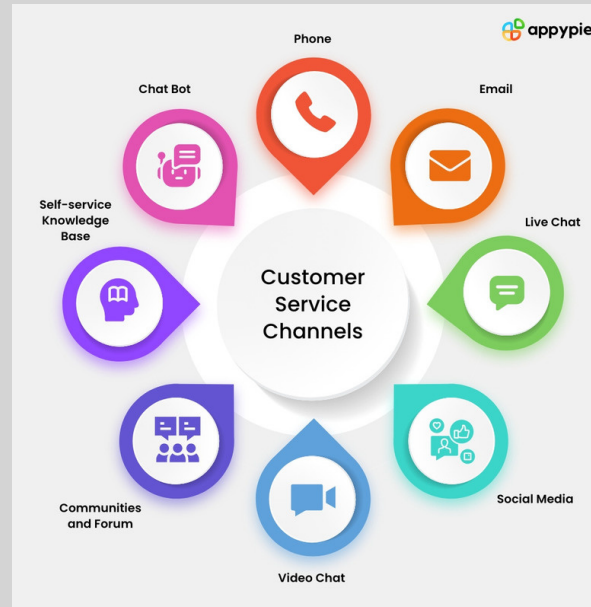 appypie
Phone
Chat Bot
Email
Self-service
Knowledge
Base
Live Chat
Customer
Service
Channels
Communities
and Forum
Social Media
Video Chat